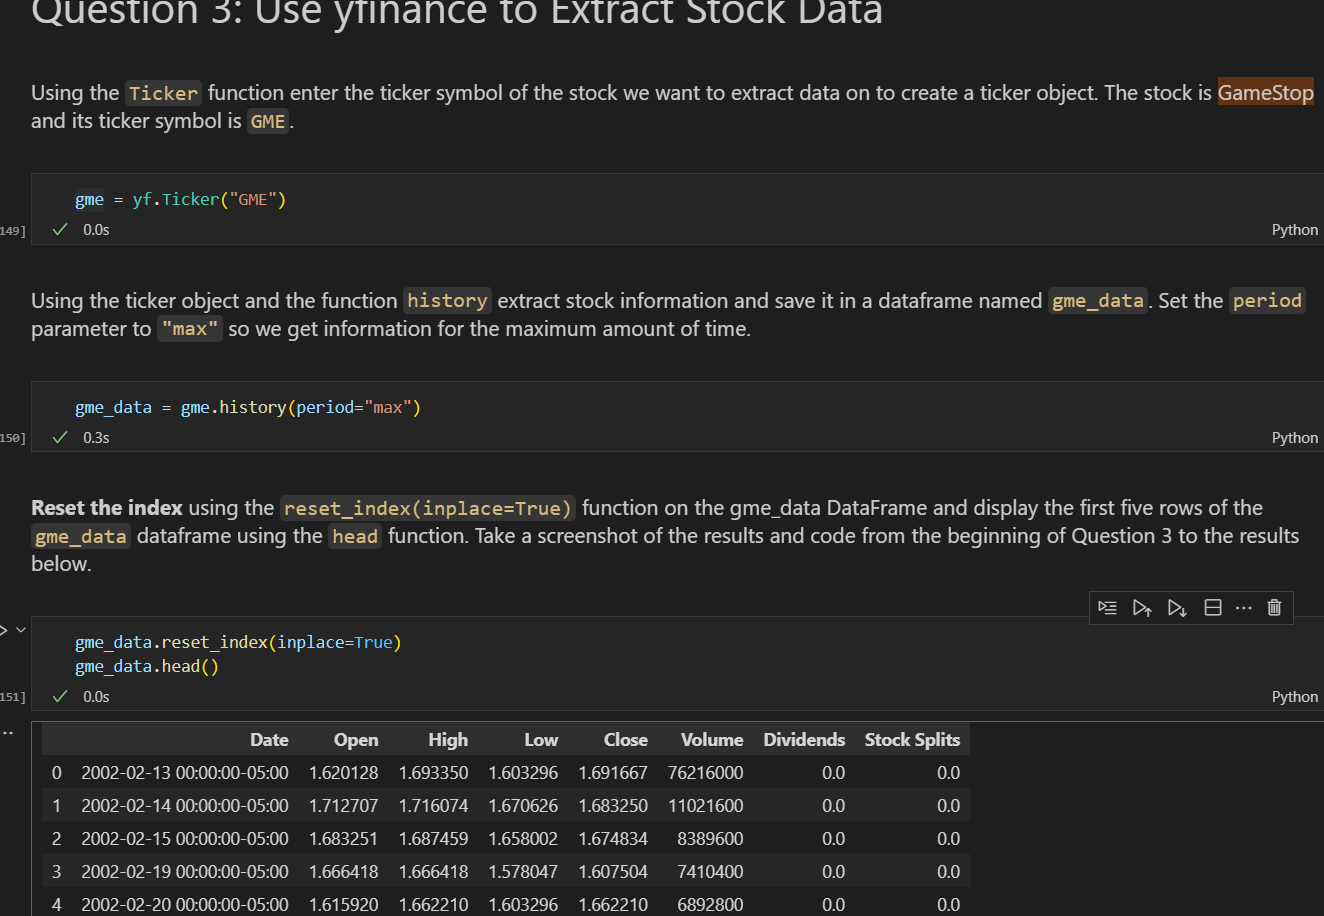 Question 3: Use yfinance to Extract Stock Data
Using the Ticker function enter the ticker symbol of the stock we want to extract data on to create a ticker object. The stock is GameStop
and its ticker symbol is GME.
gme = yf.Ticker("GME")
149]
0.0s
Python
Using the ticker object and the function history extract stock information and save it in a dataframe named gme_data. Set the period
parameter to "max" so we get information for the maximum amount of time.
gme_data = gme.history(period="max")
150]
0.3s
Python
Reset the index using the reset_index(inplace=True) function on the gme_data DataFrame and display the first five rows of the
gme_data dataframe using the head function. Take a screenshot of the results and code from the beginning of Question 3 to the results
below.
gme_data.reset_index(inplace=True)
gme_data.head()
151]
0.0s
Python
Date Open High Low Close Volume Dividends Stock Splits
0 2002-02-13 00:00:00-05:00 1.620128 1.693350 1.603296 1.691667 76216000 0.0 0.0
1 2002-02-14 00:00:00-05:00 1.712707 1.716074 1.670626 1.683250 11021600 0.0 0.0
2 2002-02-15 00:00:00-05:00 1.683251 1.687459 1.658002 1.674834 8389600 0.0 0.0
3 2002-02-19 00:00:00-05:00 1.666418 1.666418 1.578047 1.607504 7410400 0.0 0.0
4 2002-02-20 00:00:00-05:00 1.615920 1.662210 1.603296 1.662210 6892800 0.0 0.0